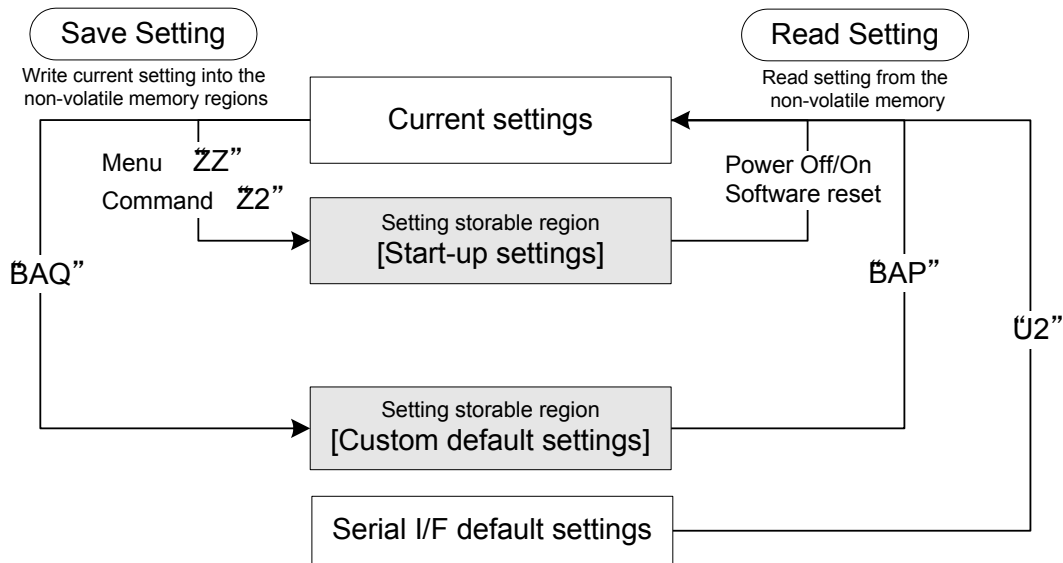 Save Setting
Write current setting into the
non-volatile memory regions
Read Setting
Read setting from the
non-volatile memory
Current settings
Menu “ZZ”
Command “Z2”
Power Off/On
Software reset
Setting storable region
[Start-up settings]
“BAQ”
“BAP”
“U2”
Setting storable region
[Custom default settings]
Serial I/F default settings